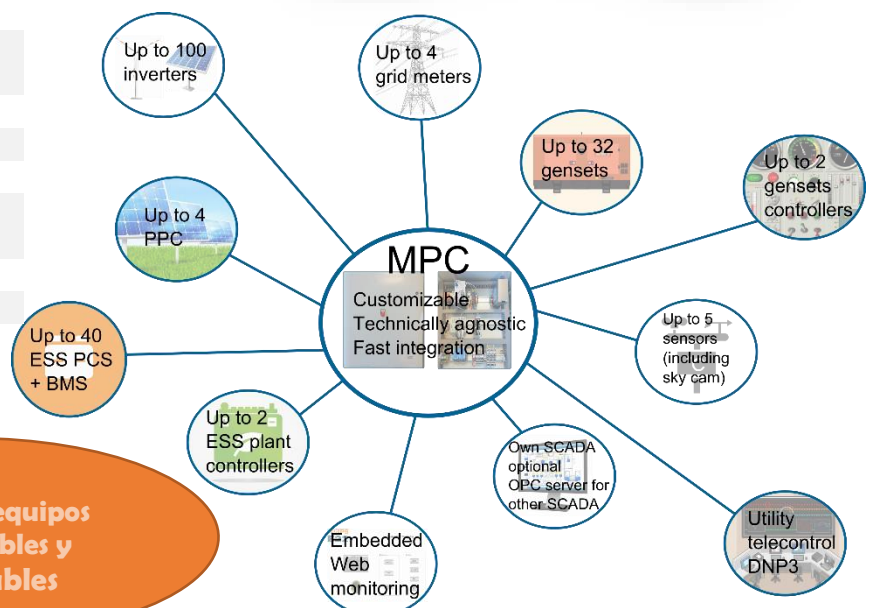 Up to 100
inverters
Up to 4
grid meters
Up to 32
gensets
Up to 2
gensets
controllers
Up to 4
PPC
MPC
Customizable
Technically agnostic
Fast integration
Up to 5
sensors
(including
sky cam)
Up to 40
ESS PCS
+ BMS
Up to 2
ESS plant
controllers
Own SCADA
optional
OPC server for
other SCADA
Embedded
Web
monitoring
Utility
telecontrol
DNP3
equipos
y